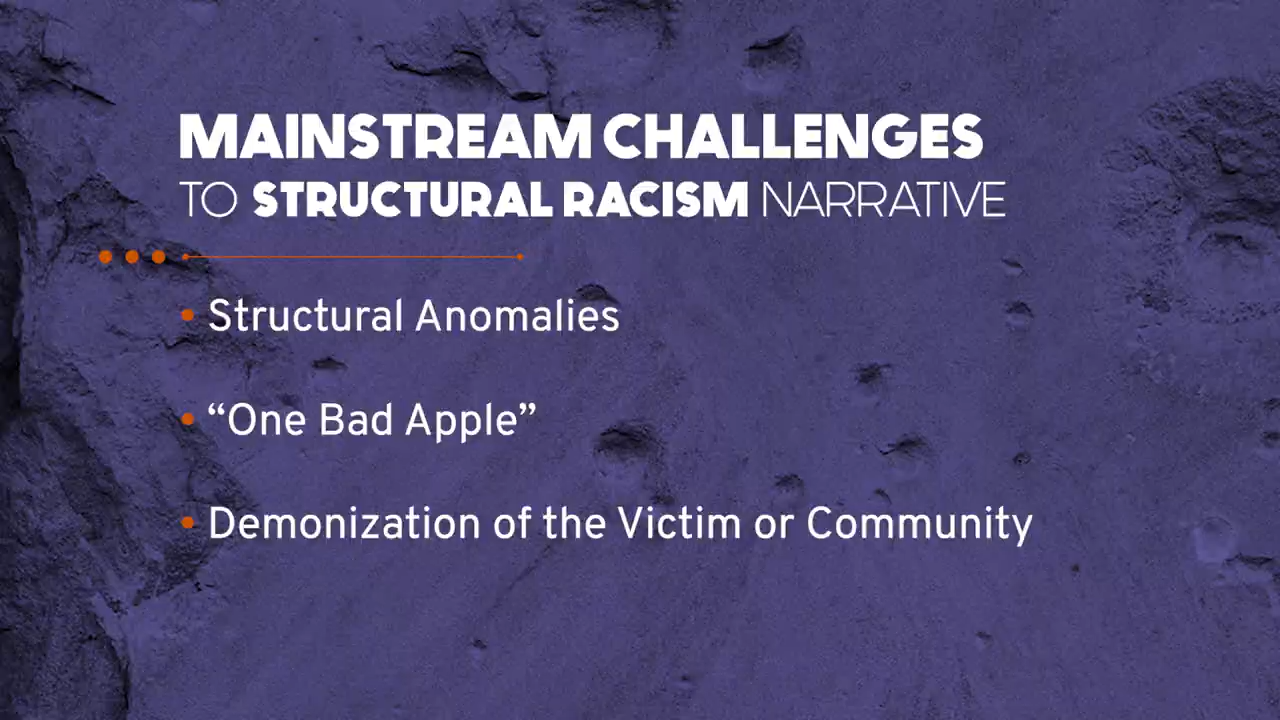 MAINSTREAM CHALLENGES
TO STRUCTURAL RACISM NARRATIVE
• Structural Anomalies
• “One Bad Apple”
• Demonization of the Victim or Community